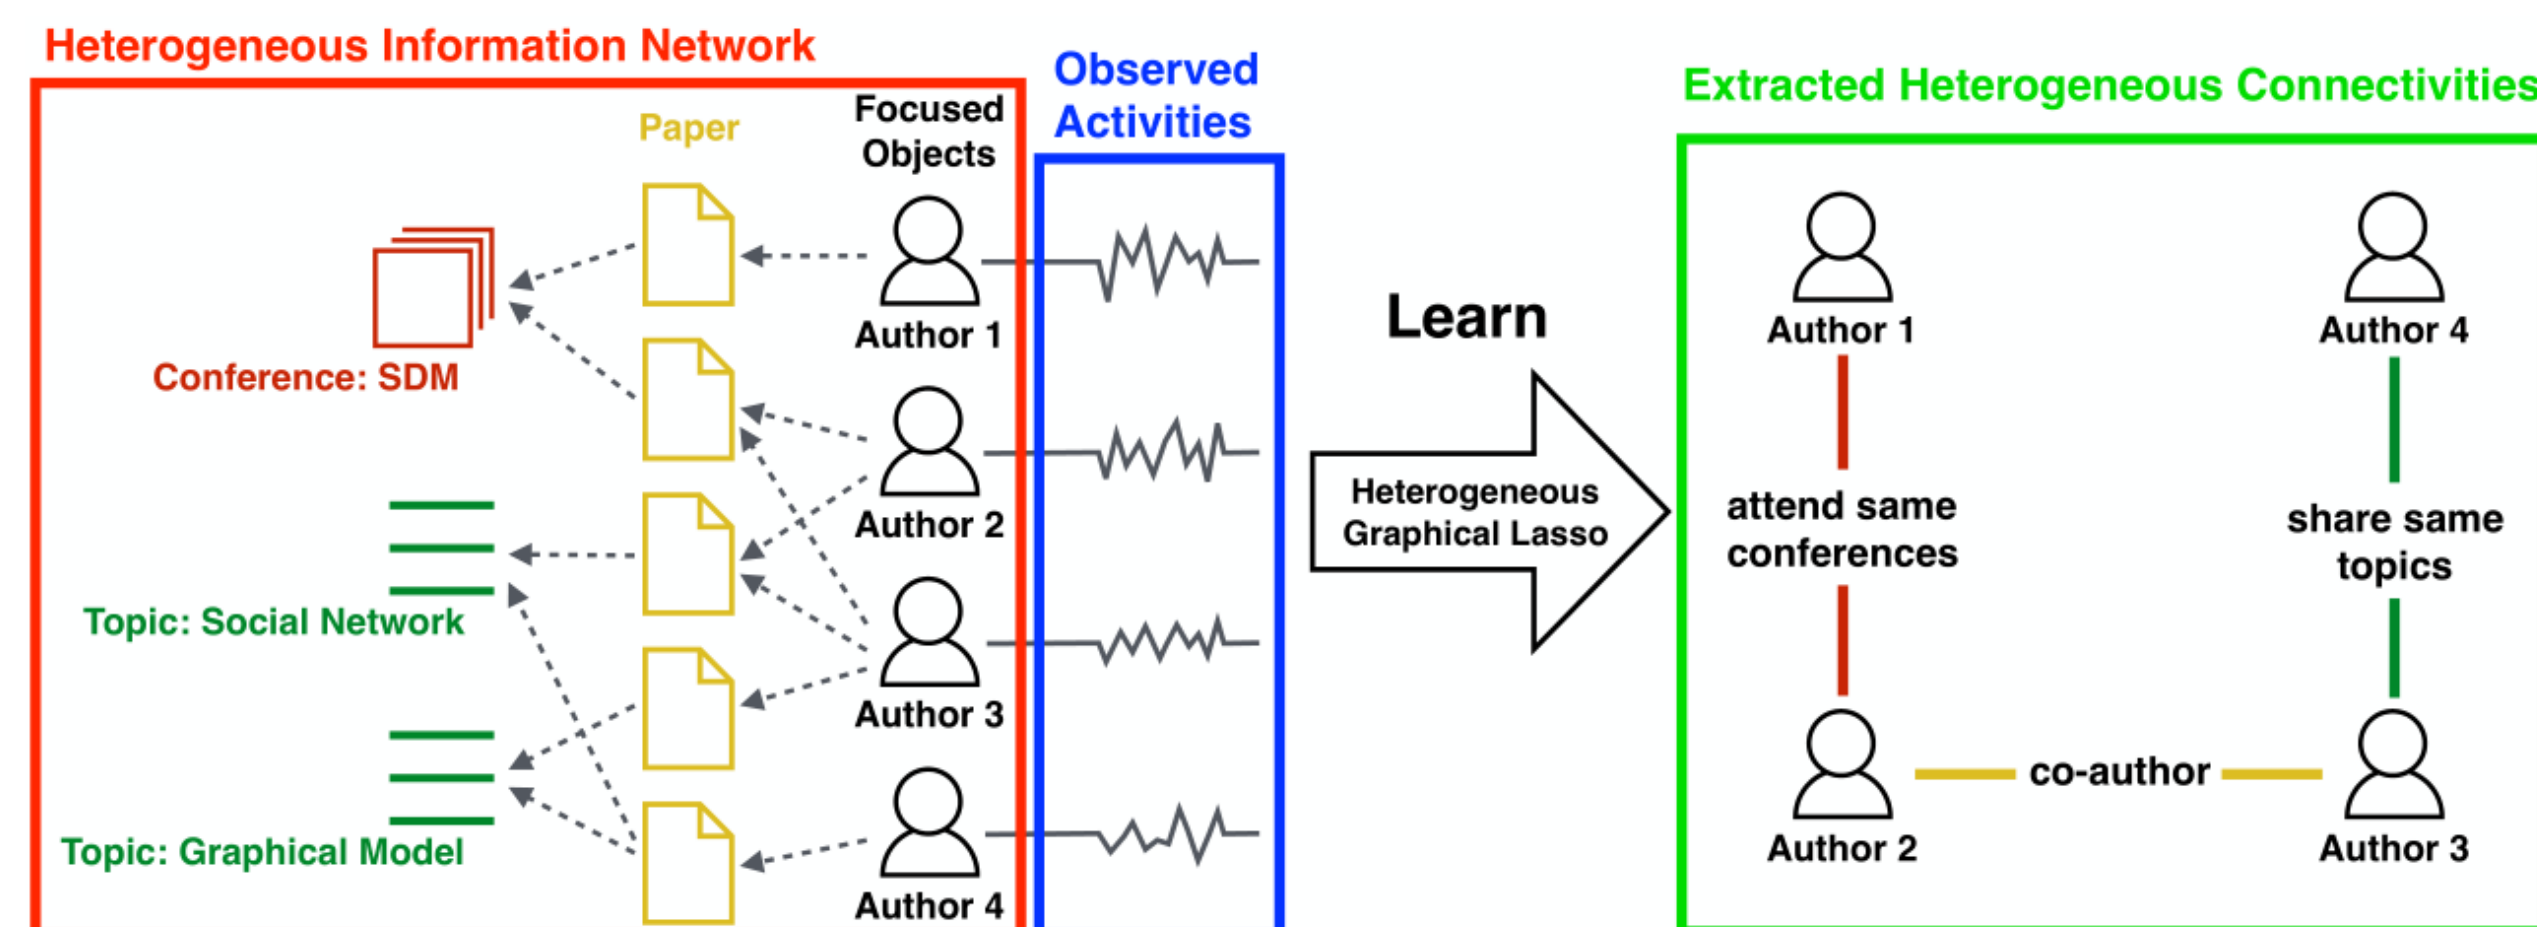 Heterogeneous Information Network
Paper
Focused
Objects
Author 1
Author 2
Author 3
Author 4
Conference: SDM
Topic: Social Network
Topic: Graphical Model
Observed
Activities
Learn
Heterogeneous
Graphical Lasso
Extracted Heterogeneous Connectivities
Author 1
Author 4
attend same
conferences
share same
topics
co-author
Author 2
Author 3